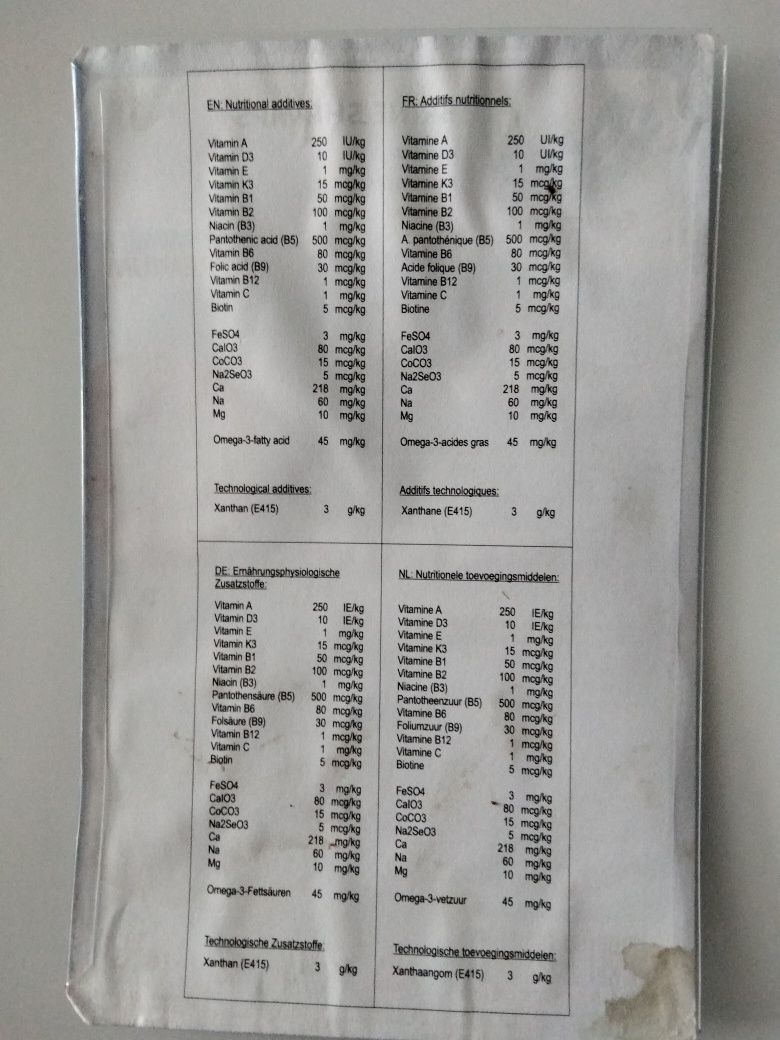 EN: Nutritional additives:
Vitamin A 250 IU/kg
Vitamin D3 10 IU/kg
Vitamin E 1 mg/kg
Vitamin K3 15 mcg/kg
Vitamin B1 50 mcg/kg
Vitamin B2 100 mcg/kg
Niacin (B3) 1 mg/kg
Pantothenic acid (B5) 500 mcg/kg
Vitamin B6 80 mcg/kg
Folic acid (B9) 30 mcg/kg
Vitamin B12 1 mcg/kg
Vitamin C 1 mg/kg
Biotin 5 mcg/kg
FeSO4 3 mg/kg
CaIO3 80 mcg/kg
CoCO3 15 mcg/kg
Na2SeO3 5 mcg/kg
Ca 218 mg/kg
Na 60 mg/kg
Mg 10 mg/kg
Omega-3-fatty acid 45 mg/kg
Technological additives:
Xanthan (E415) 3 g/kg
FR: Additifs nutritionnels:
Vitamine A 250 UI/kg
Vitamine D3 10 UI/kg
Vitamine E 1 mg/kg
Vitamine K3 15 mcg/kg
Vitamine B1 50 mcg/kg
Vitamine B2 100 mcg/kg
Niacine (B3) 1 mg/kg
A. pantothénique (B5) 500 mcg/kg
Vitamine B6 80 mcg/kg
Acide folique (B9) 30 mcg/kg
Vitamine B12 1 mcg/kg
Vitamine C 1 mg/kg
Biotine 5 mcg/kg
FeSO4 3 mg/kg
CaIO3 80 mcg/kg
CoCO3 15 mcg/kg
Na2SeO3 5 mcg/kg
Ca 218 mg/kg
Na 60 mg/kg
Mg 10 mg/kg
Omega-3-acides gras 45 mg/kg
Additifs technologiques:
Xanthane (E415) 3 g/kg
DE: Ernährungsphysiologische
Zusatzstoffe:
Vitamin A 250 IE/kg
Vitamin D3 10 IE/kg
Vitamin E 1 mg/kg
Vitamin K3 15 mcg/kg
Vitamin B1 50 mcg/kg
Vitamin B2 100 mcg/kg
Niacin (B3) 1 mg/kg
Pantothensäure (B5) 500 mcg/kg
Vitamin B6 80 mcg/kg
Folsäure (B9) 30 mcg/kg
Vitamin B12 1 mcg/kg
Vitamin C 1 mg/kg
Biotin 5 mcg/kg
FeSO4 3 mg/kg
CaIO3 80 mcg/kg
CoCO3 15 mcg/kg
Na2SeO3 5 mcg/kg
Ca 218 mg/kg
Na 60 mg/kg
Mg 10 mg/kg
Omega-3-Fettsäuren 45 mg/kg
Technologische Zusatzstoffe:
Xanthan (E415) 3 g/kg
NL: Nutritionele toevoegingsmiddelen:
Vitamine A 250 IE/kg
Vitamine D3 10 IE/kg
Vitamine E 1 mg/kg
Vitamine K3 15 mcg/kg
Vitamine B1 50 mcg/kg
Vitamine B2 100 mcg/kg
Niacine (B3) 1 mg/kg
Pantotheenzuur (B5) 500 mcg/kg
Vitamine B6 80 mcg/kg
Foliumzuur (B9) 30 mcg/kg
Vitamine B12 1 mcg/kg
Vitamine C 1 mg/kg
Biotine 5 mcg/kg
FeSO4 3 mg/kg
CaIO3 80 mcg/kg
CoCO3 15 mcg/kg
Na2SeO3 5 mcg/kg
Ca 218 mg/kg
Na 60 mg/kg
Mg 10 mg/kg
Omega-3-vetzuur 45 mg/kg
Technologische toevoegingsmiddelen:
Xanthaangom (E415) 3 g/kg